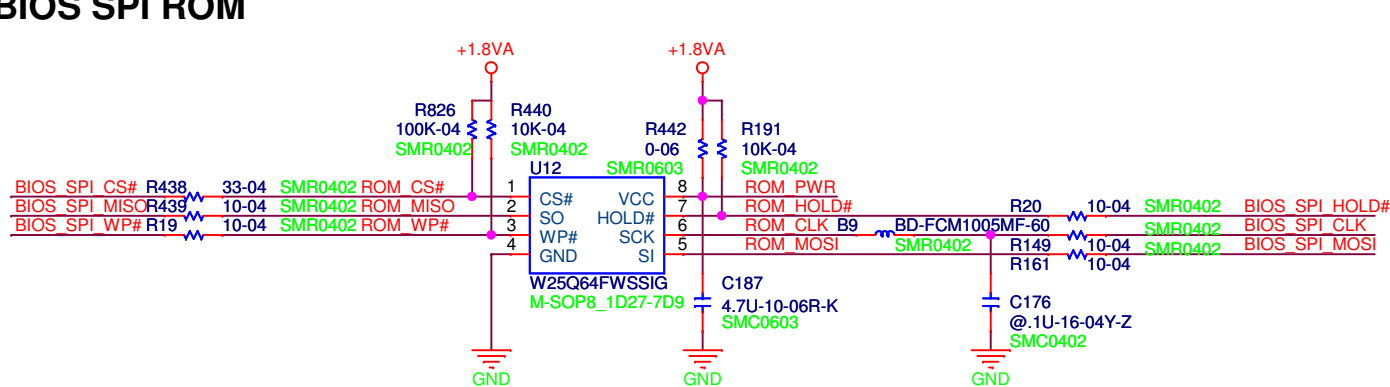 BIOS SPI ROM
+1.8VA
+1.8VA
R826
100K-04
SMR0402
R440
10K-04
SMR0402
R442
0-06
SMR0603
R191
10K-04
SMR0402
U12
BIOS_SPI_CS# R438 33-04 SMR0402 ROM_CS# 1 CS# VCC 8 ROM_PWR
BIOS_SPI_MISO R439 10-04 SMR0402 ROM_MISO 2 SO HOLD# 7 ROM_HOLD# R20 10-04 SMR0402 BIOS_SPI_HOLD#
BIOS_SPI_WP# R19 10-04 SMR0402 ROM_WP# 3 WP# SCK 6 ROM_CLK B9 BD-FCM1005MF-60 SMR0402 R149 10-04 SMR0402 BIOS_SPI_CLK
4 GND SI 5 ROM_MOSI R161 10-04 SMR0402 BIOS_SPI_MOSI
W25Q64FWSSIG
M-SOP8_1D27-7D9
C187
4.7U-10-06R-K
SMC0603
C176
@.1U-16-04Y-Z
SMC0402
GND
GND
GND